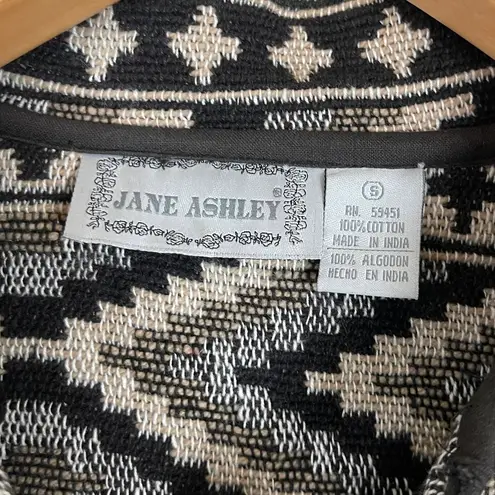 JANE ASHLEY®
S
RN. 59451
100% COTTON
MADE IN INDIA
100% ALGODON
HECHO EN INDIA